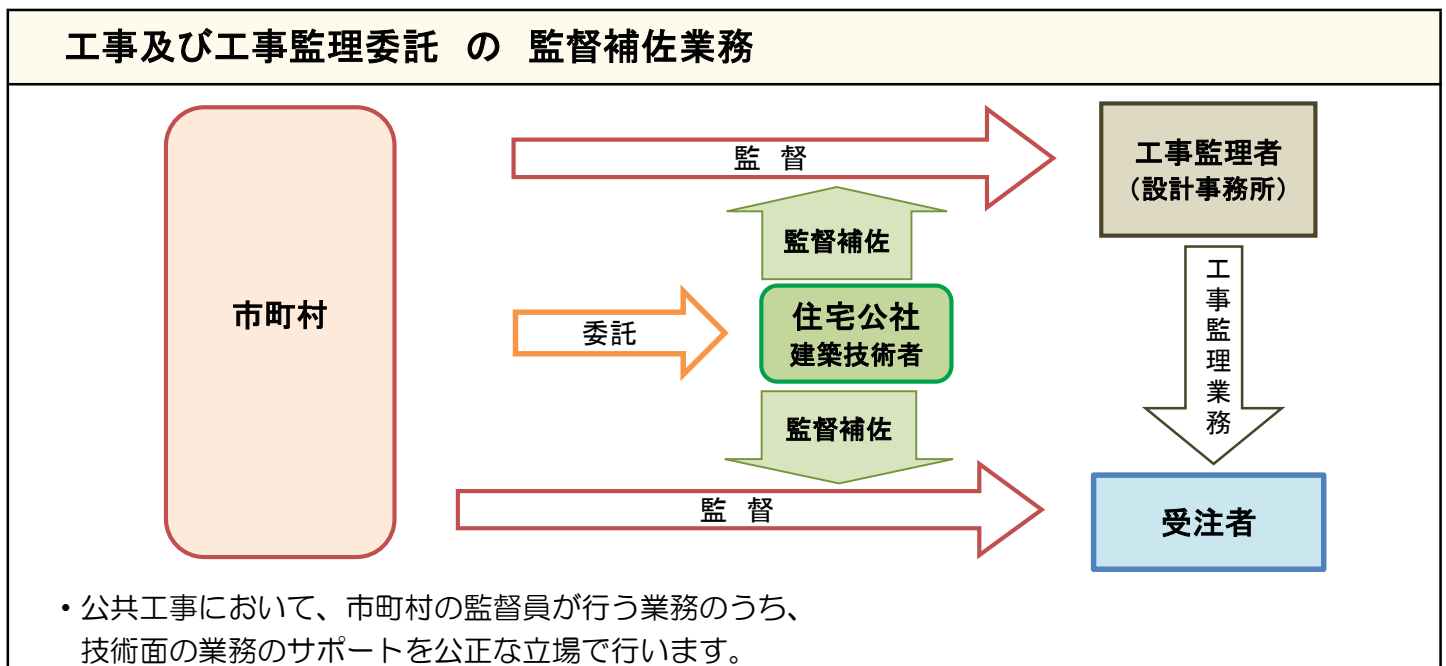 工事及び工事監理委託 の 監督補佐業務
監 督
工事監理者
（設計事務所）
監督補佐
市町村
委託
住宅公社
建築技術者
工事監理業務
監督補佐
監 督
受注者
・公共工事において、市町村の監督員が行う業務のうち、
技術面の業務のサポートを公正な立場で行います。